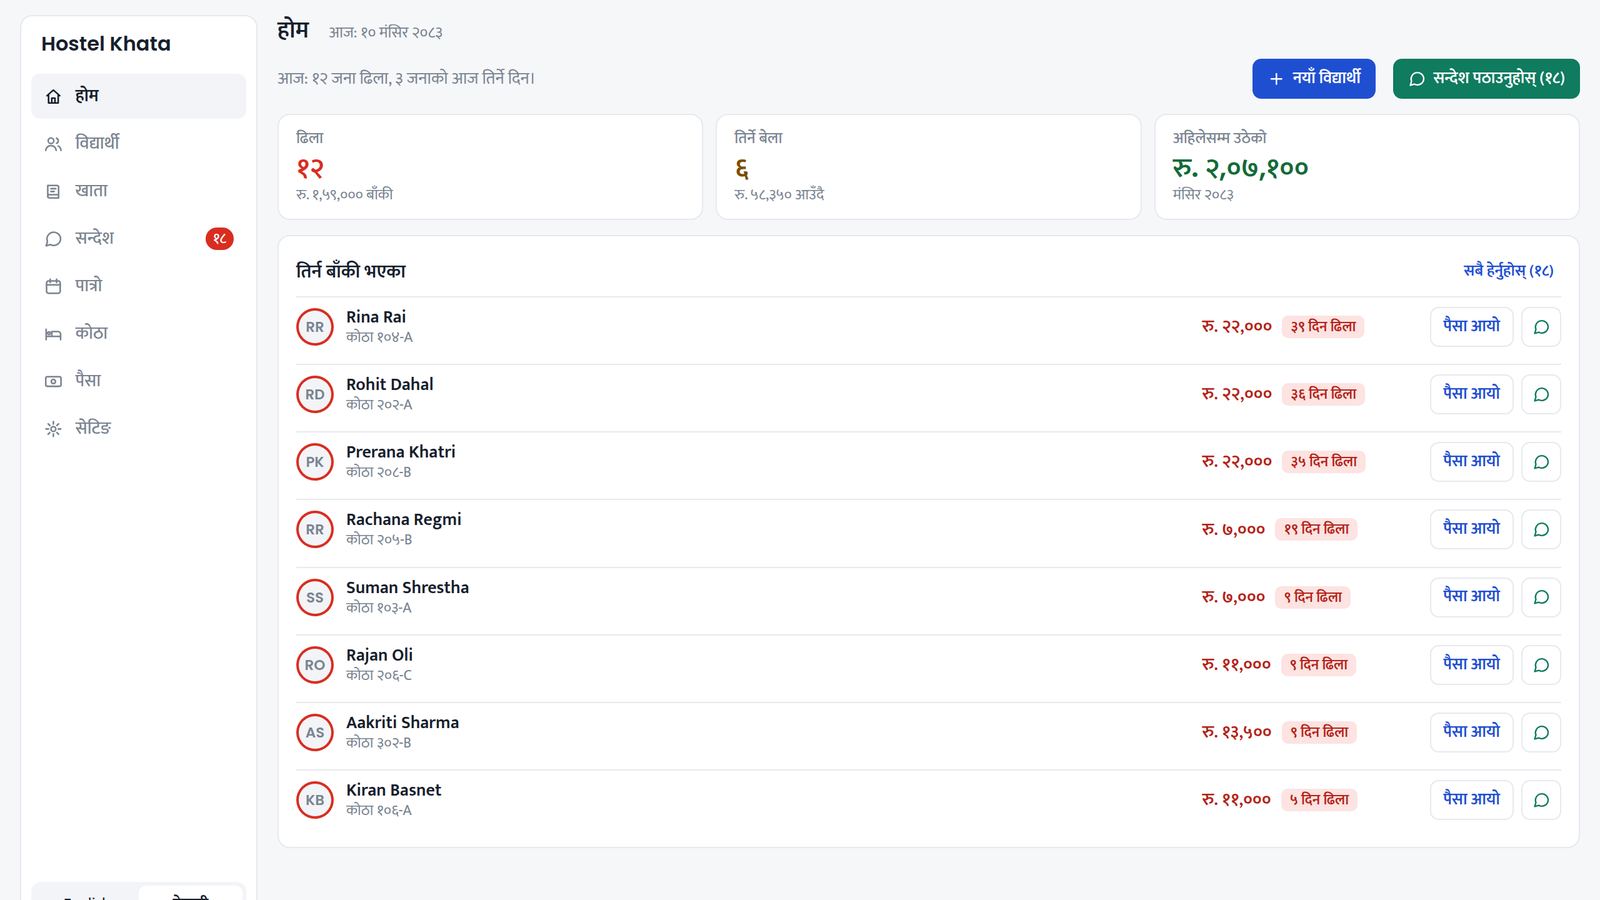 Hostel Khata
होम
विद्यार्थी
खाता
सन्देश १८
पात्रो
कोठा
पैसा
सेटिङ
होम आज: १० मंसिर २०८३
आज: १२ जना ढिला, ३ जनाको आज तिर्ने दिन।
नयाँ विद्यार्थी
सन्देश पठाउनुहोस् (१८)
ढिला
१२
रु. १,५९,००० बाँकी
तिर्ने बेला
६
रु. ५८,३५० आउँदै
अहिलेसम्म उठेको
रु. २,०७,१००
मंसिर २०८३
तिर्न बाँकी भएका
सबै हेर्नुहोस् (१८)
RR Rina Rai
कोठा १०४-A
रु. २२,००० ३९ दिन ढिला पैसा आयो
RD Rohit Dahal
कोठा २०२-A
रु. २२,००० ३६ दिन ढिला पैसा आयो
PK Prerana Khatri
कोठा २०८-B
रु. २२,००० ३५ दिन ढिला पैसा आयो
RR Rachana Regmi
कोठा २०५-B
रु. ७,००० १९ दिन ढिला पैसा आयो
SS Suman Shrestha
कोठा १०३-A
रु. ७,००० ९ दिन ढिला पैसा आयो
RO Rajan Oli
कोठा २०६-C
रु. ११,००० ९ दिन ढिला पैसा आयो
AS Aakriti Sharma
कोठा ३०२-B
रु. १३,५०० ९ दिन ढिला पैसा आयो
KB Kiran Basnet
कोठा १०६-A
रु. ११,००० ५ दिन ढिला पैसा आयो